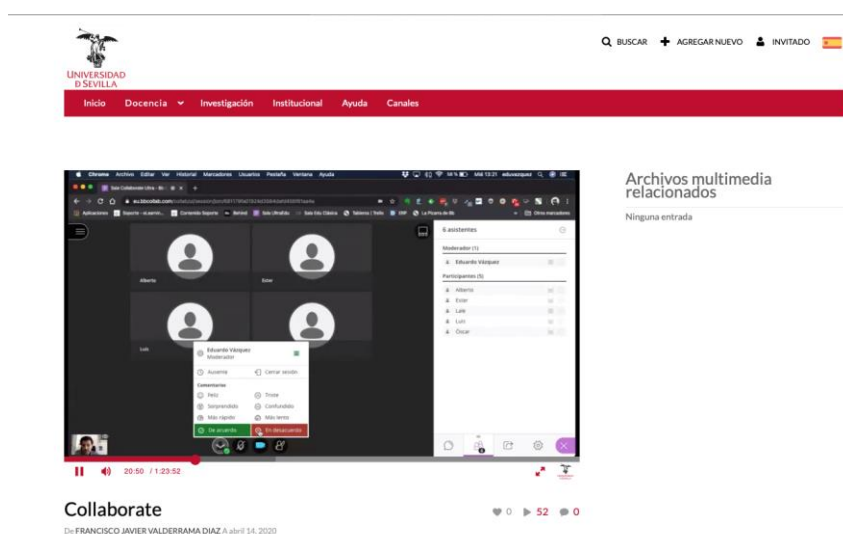 BUSCAR AGREGAR NUEVO INVITADO
UNIVERSIDAD
D SEVILLA
Inicio Docencia Investigación Institucional Ayuda Canales
Chrome Archivo Editar Ver Historial Marcadores Usuarios Pestaña Ventana Ayuda
6 asistentes
Moderador (1)
Eduardo Vázquez
Participantes (5)
Alberto
Ester
Lale
Luis
Óscar
Alberto Ester
Luis
Eduardo Vázquez
Moderador
Ausente Cerrar sesión
Comentarios
Feliz Triste
Sorprendido Confundido
Más rápido Más lento
De acuerdo En desacuerdo
20:50 / 1:23:52
Archivos multimedia
relacionados
Ninguna entrada
Collaborate
0 52 0
De FRANCISCO JAVIER VALDERRAMA DIAZ A abril 14, 2020